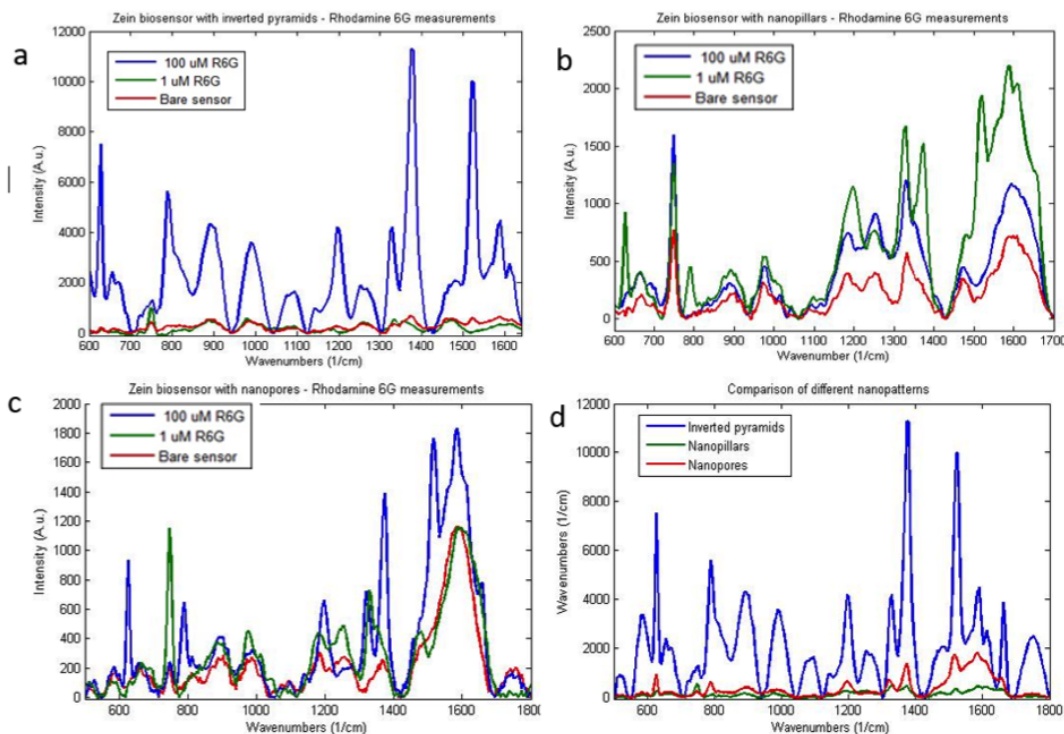 a
Zein biosensor with inverted pyramids - Rhodamine 6G measurements
12000
10000
8000
6000
4000
2000
0
Intensity (A.u.)
100 uM R6G
1 uM R6G
Bare sensor
600 700 800 900 1000 1100 1200 1300 1400 1500 1600
Wavenumbers (1/cm)
b
Zein biosensor with nanopillars - Rhodamine 6G measurements
2500
2000
1500
1000
500
0
Intensity (A.u.)
100 uM R6G
1 uM R6G
Bare sensor
600 700 800 900 1000 1100 1200 1300 1400 1500 1600 1700
Wavenumber (1/cm)
c
Zein biosensor with nanopores - Rhodamine 6G measurements
2000
1800
1600
1400
1200
1000
800
600
400
200
0
Intensity (A.u.)
100 uM R6G
1 uM R6G
Bare sensor
600 800 1000 1200 1400 1600 1800
Wavenumbers (1/cm)
d
Comparison of different nanopatterns
12000
10000
8000
6000
4000
2000
0
Wavenumbers (1/cm)
Inverted pyramids
Nanopillars
Nanopores
600 800 1000 1200 1400 1600 1800
Wavenumbers (1/cm)